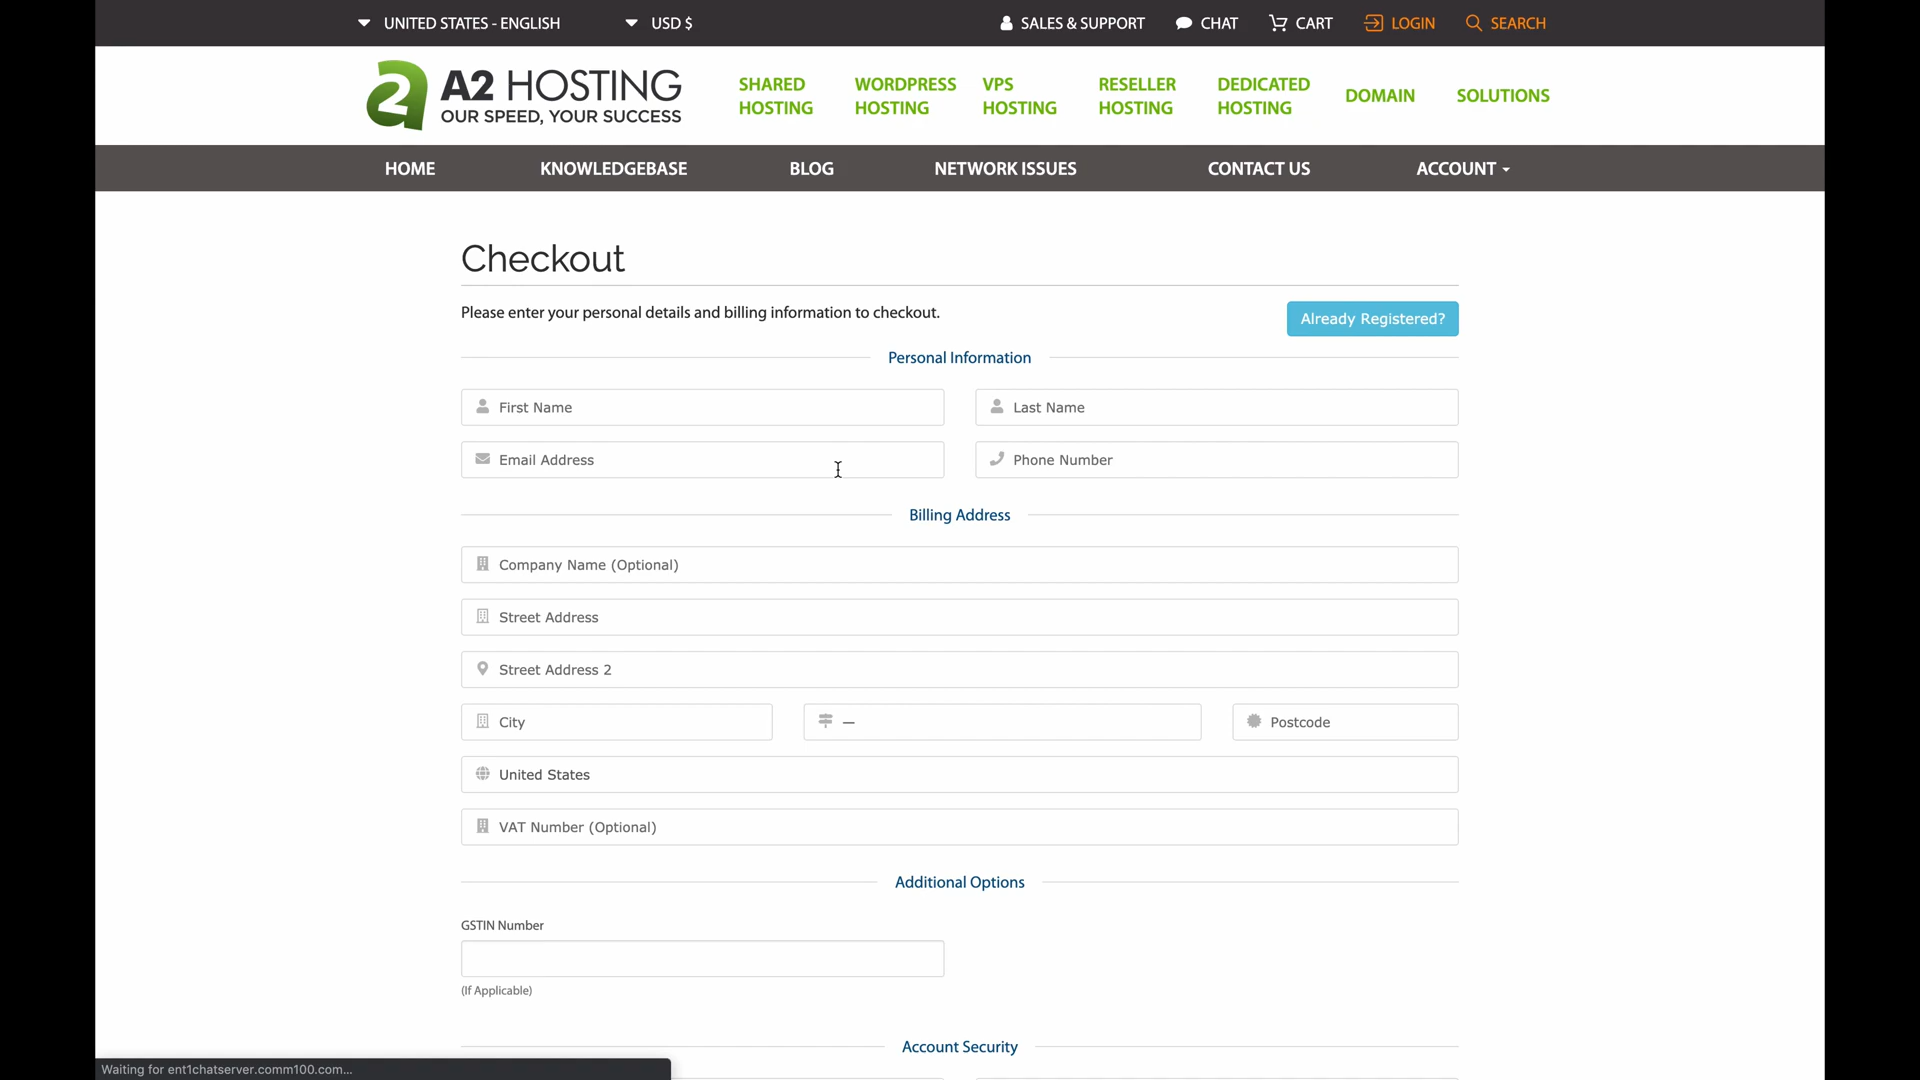 UNITED STATES - ENGLISH USD $ SALES & SUPPORT CHAT CART LOGIN SEARCH
A2 HOSTING
OUR SPEED, YOUR SUCCESS
SHARED HOSTING
WORDPRESS HOSTING
VPS HOSTING
RESELLER HOSTING
DEDICATED HOSTING
DOMAIN
SOLUTIONS
HOME KNOWLEDGEBASE BLOG NETWORK ISSUES CONTACT US ACCOUNT
Checkout
Please enter your personal details and billing information to checkout.
Already Registered?
Personal Information
First Name Last Name
Email Address Phone Number
Billing Address
Company Name (Optional)
Street Address
Street Address 2
City — Postcode
United States
VAT Number (Optional)
Additional Options
GSTIN Number
(If Applicable)
Account Security
Waiting for ent1chatserver.comm100.com...